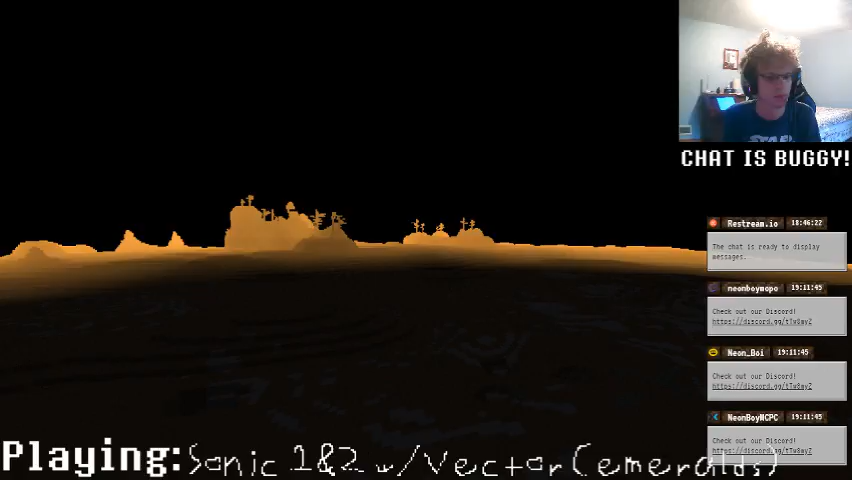 CHAT IS BUGGY!
Restream.io 18:46:22
The chat is ready to display
messages.
neonboymopo 19:11:45
Check out our Discord!
Neon_Boi 19:11:45
Check out our Discord!
NeonBoyMCPC 19:11:45
Check out our Discord!
Playing: Sonic 1&2 w/Vector(emeralds)